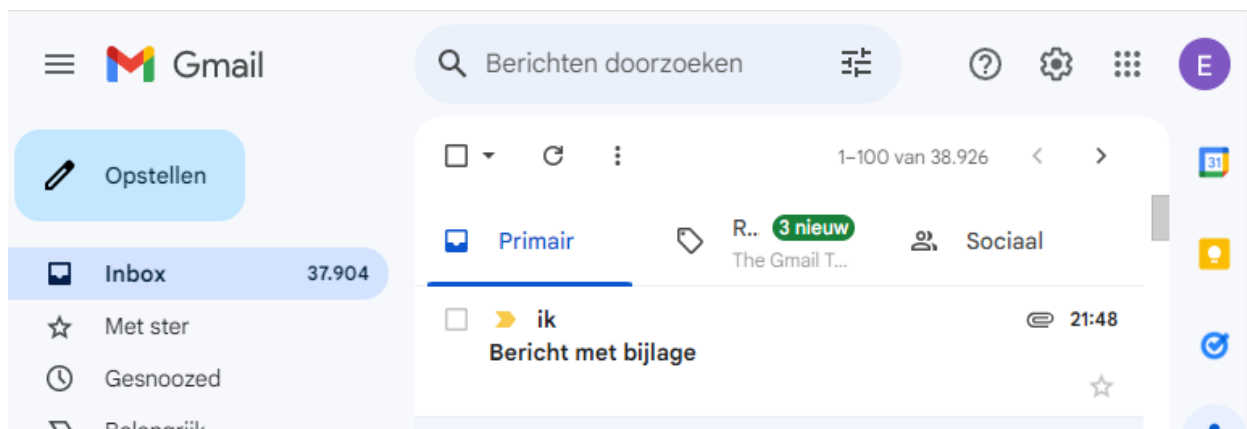 Gmail
Berichten doorzoeken
E
Opstellen
1–100 van 38.926
31
Primair
R.. 3 nieuw
The Gmail T...
Sociaal
Inbox 37.904
ik 21:48
Bericht met bijlage
Met ster
Gesnoozed
Belangrijk